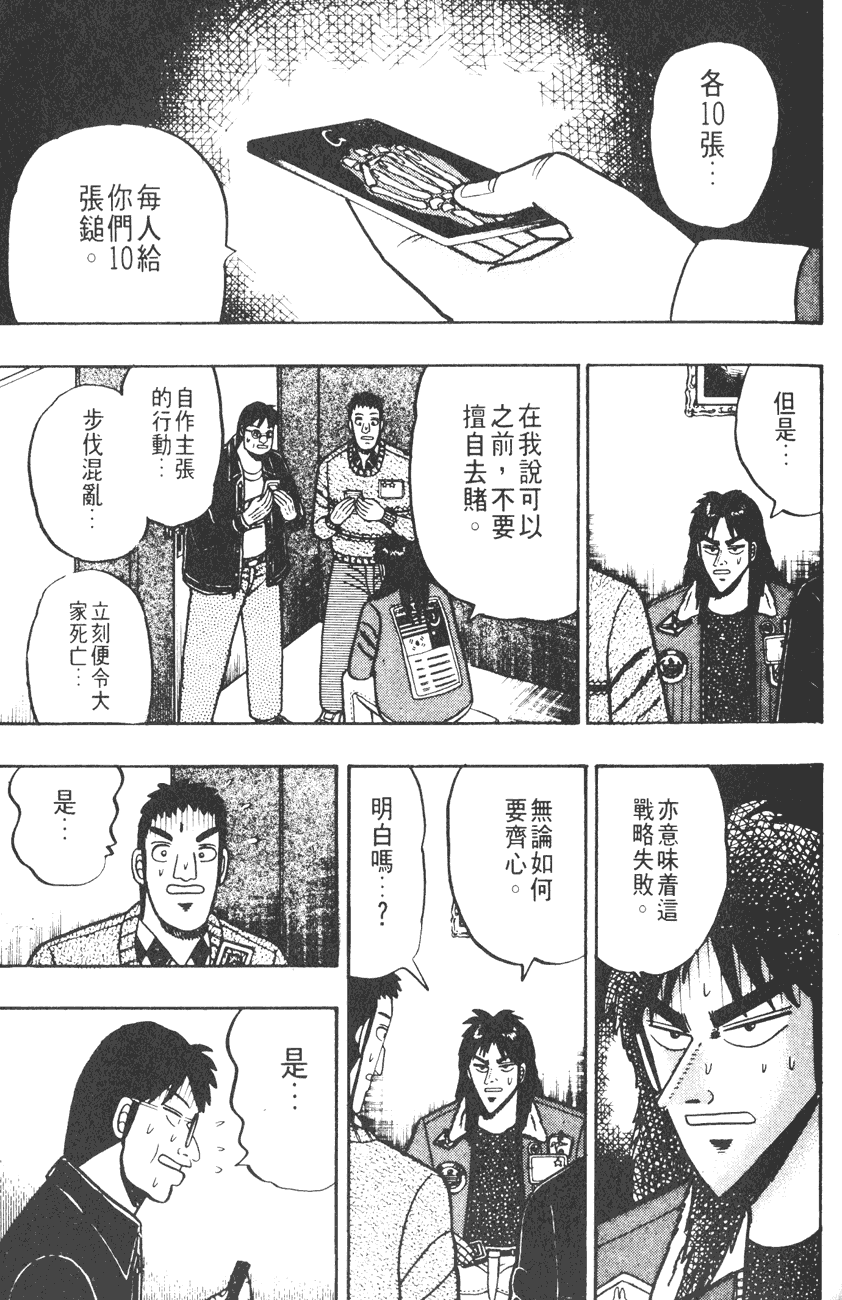 各10張…
每人給
你們10
張鎚。
但是…
在我說可以
之前，不要
擅自去賭。
自作主張
的行動…
步伐混亂…
立刻便令大
家死亡…
亦意味着這
戰略失敗。
無論如何
要齊心。
明白嗎…？
是…
是…